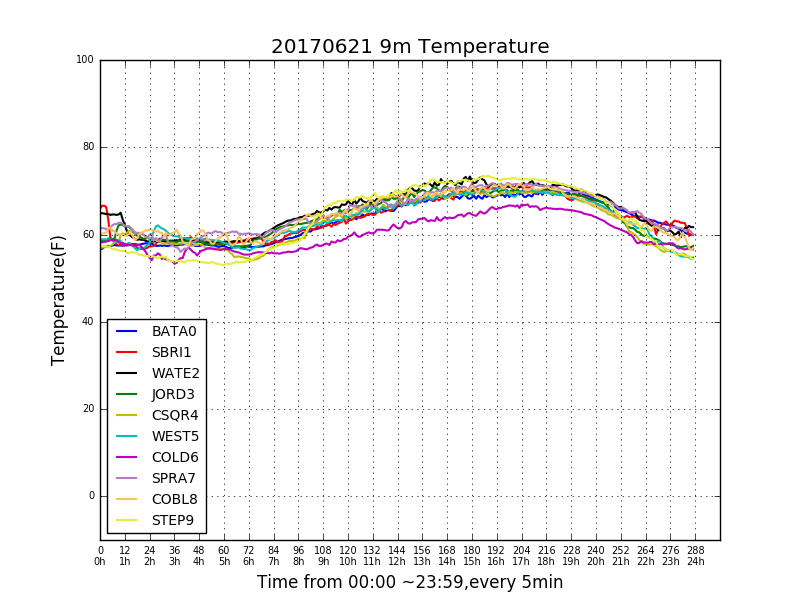 20170621 9m Temperature
100
80
60
40
20
0
Temperature(F)
BATA0
SBRI1
WATE2
JORD3
CSQR4
WEST5
COLD6
SPRA7
COBL8
STEP9
0 12 24 36 48 60 72 84 96 108 120 132 144 156 168 180 192 204 216 228 240 252 264 276 288
0h 1h 2h 3h 4h 5h 6h 7h 8h 9h 10h 11h 12h 13h 14h 15h 16h 17h 18h 19h 20h 21h 22h 23h 24h
Time from 00:00 ~23:59,every 5min